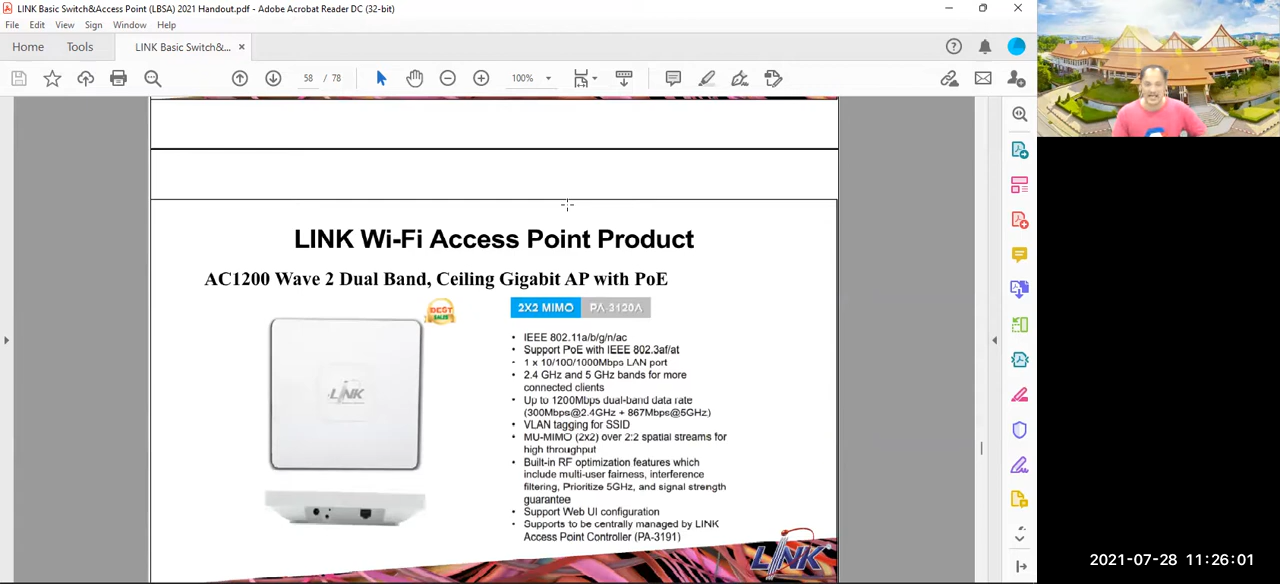 LINK Basic Switch&Access Point (LBSA) 2021 Handout.pdf - Adobe Acrobat Reader DC (32-bit)
File Edit View Sign Window Help
Home Tools LINK Basic Switch&... ×
58 / 78 100%
LINK Wi-Fi Access Point Product
AC1200 Wave 2 Dual Band, Ceiling Gigabit AP with PoE
BEST
SALES
2X2 MIMO PA-3120A
• IEEE 802.11a/b/g/n/ac
• Support PoE with IEEE 802.3af/at
• 1 x 10/100/1000Mbps LAN port
• 2.4 GHz and 5 GHz bands for more
connected clients
• Up to 1200Mbps dual-band data rate
(300Mbps@2.4GHz + 867Mbps@5GHz)
• VLAN tagging for SSID
• MU-MIMO (2x2) over 2:2 spatial streams for
high throughput
• Built-in RF optimization features which
include multi-user fairness, interference
filtering, Prioritize 5GHz, and signal strength
guarantee
• Support Web UI configuration
• Supports to be centrally managed by LINK
Access Point Controller (PA-3191)
LINK
LINK
2021-07-28 11:26:01